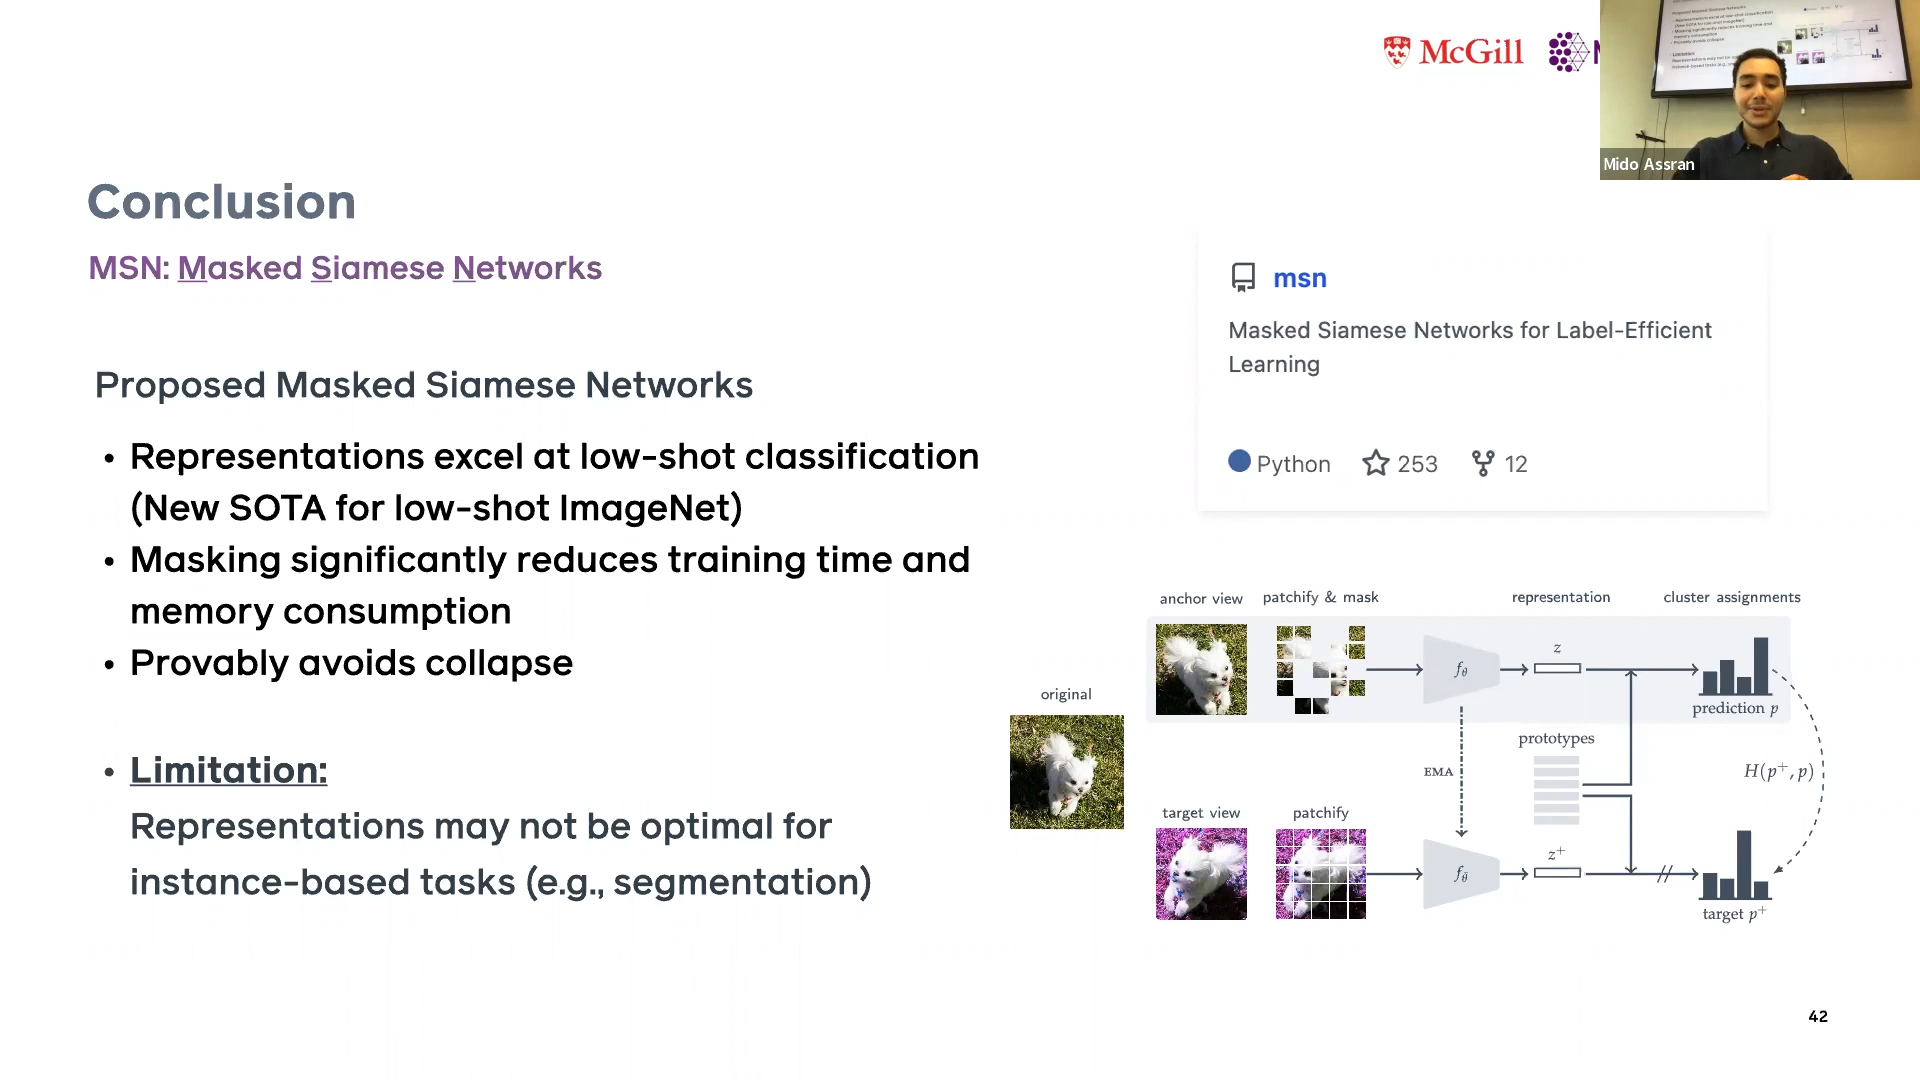 McGill
Mido Assran
Conclusion
MSN: Masked Siamese Networks
Proposed Masked Siamese Networks
• Representations excel at low-shot classification
(New SOTA for low-shot ImageNet)
• Masking significantly reduces training time and
memory consumption
• Provably avoids collapse
• Limitation:
Representations may not be optimal for
instance-based tasks (e.g., segmentation)
msn
Masked Siamese Networks for Label-Efficient
Learning
Python 253 12
anchor view patchify & mask representation cluster assignments
z
f_θ
prediction p
original
prototypes
EMA
H(p⁺, p)
target view patchify
z⁺
f_θ̄
target p⁺
42